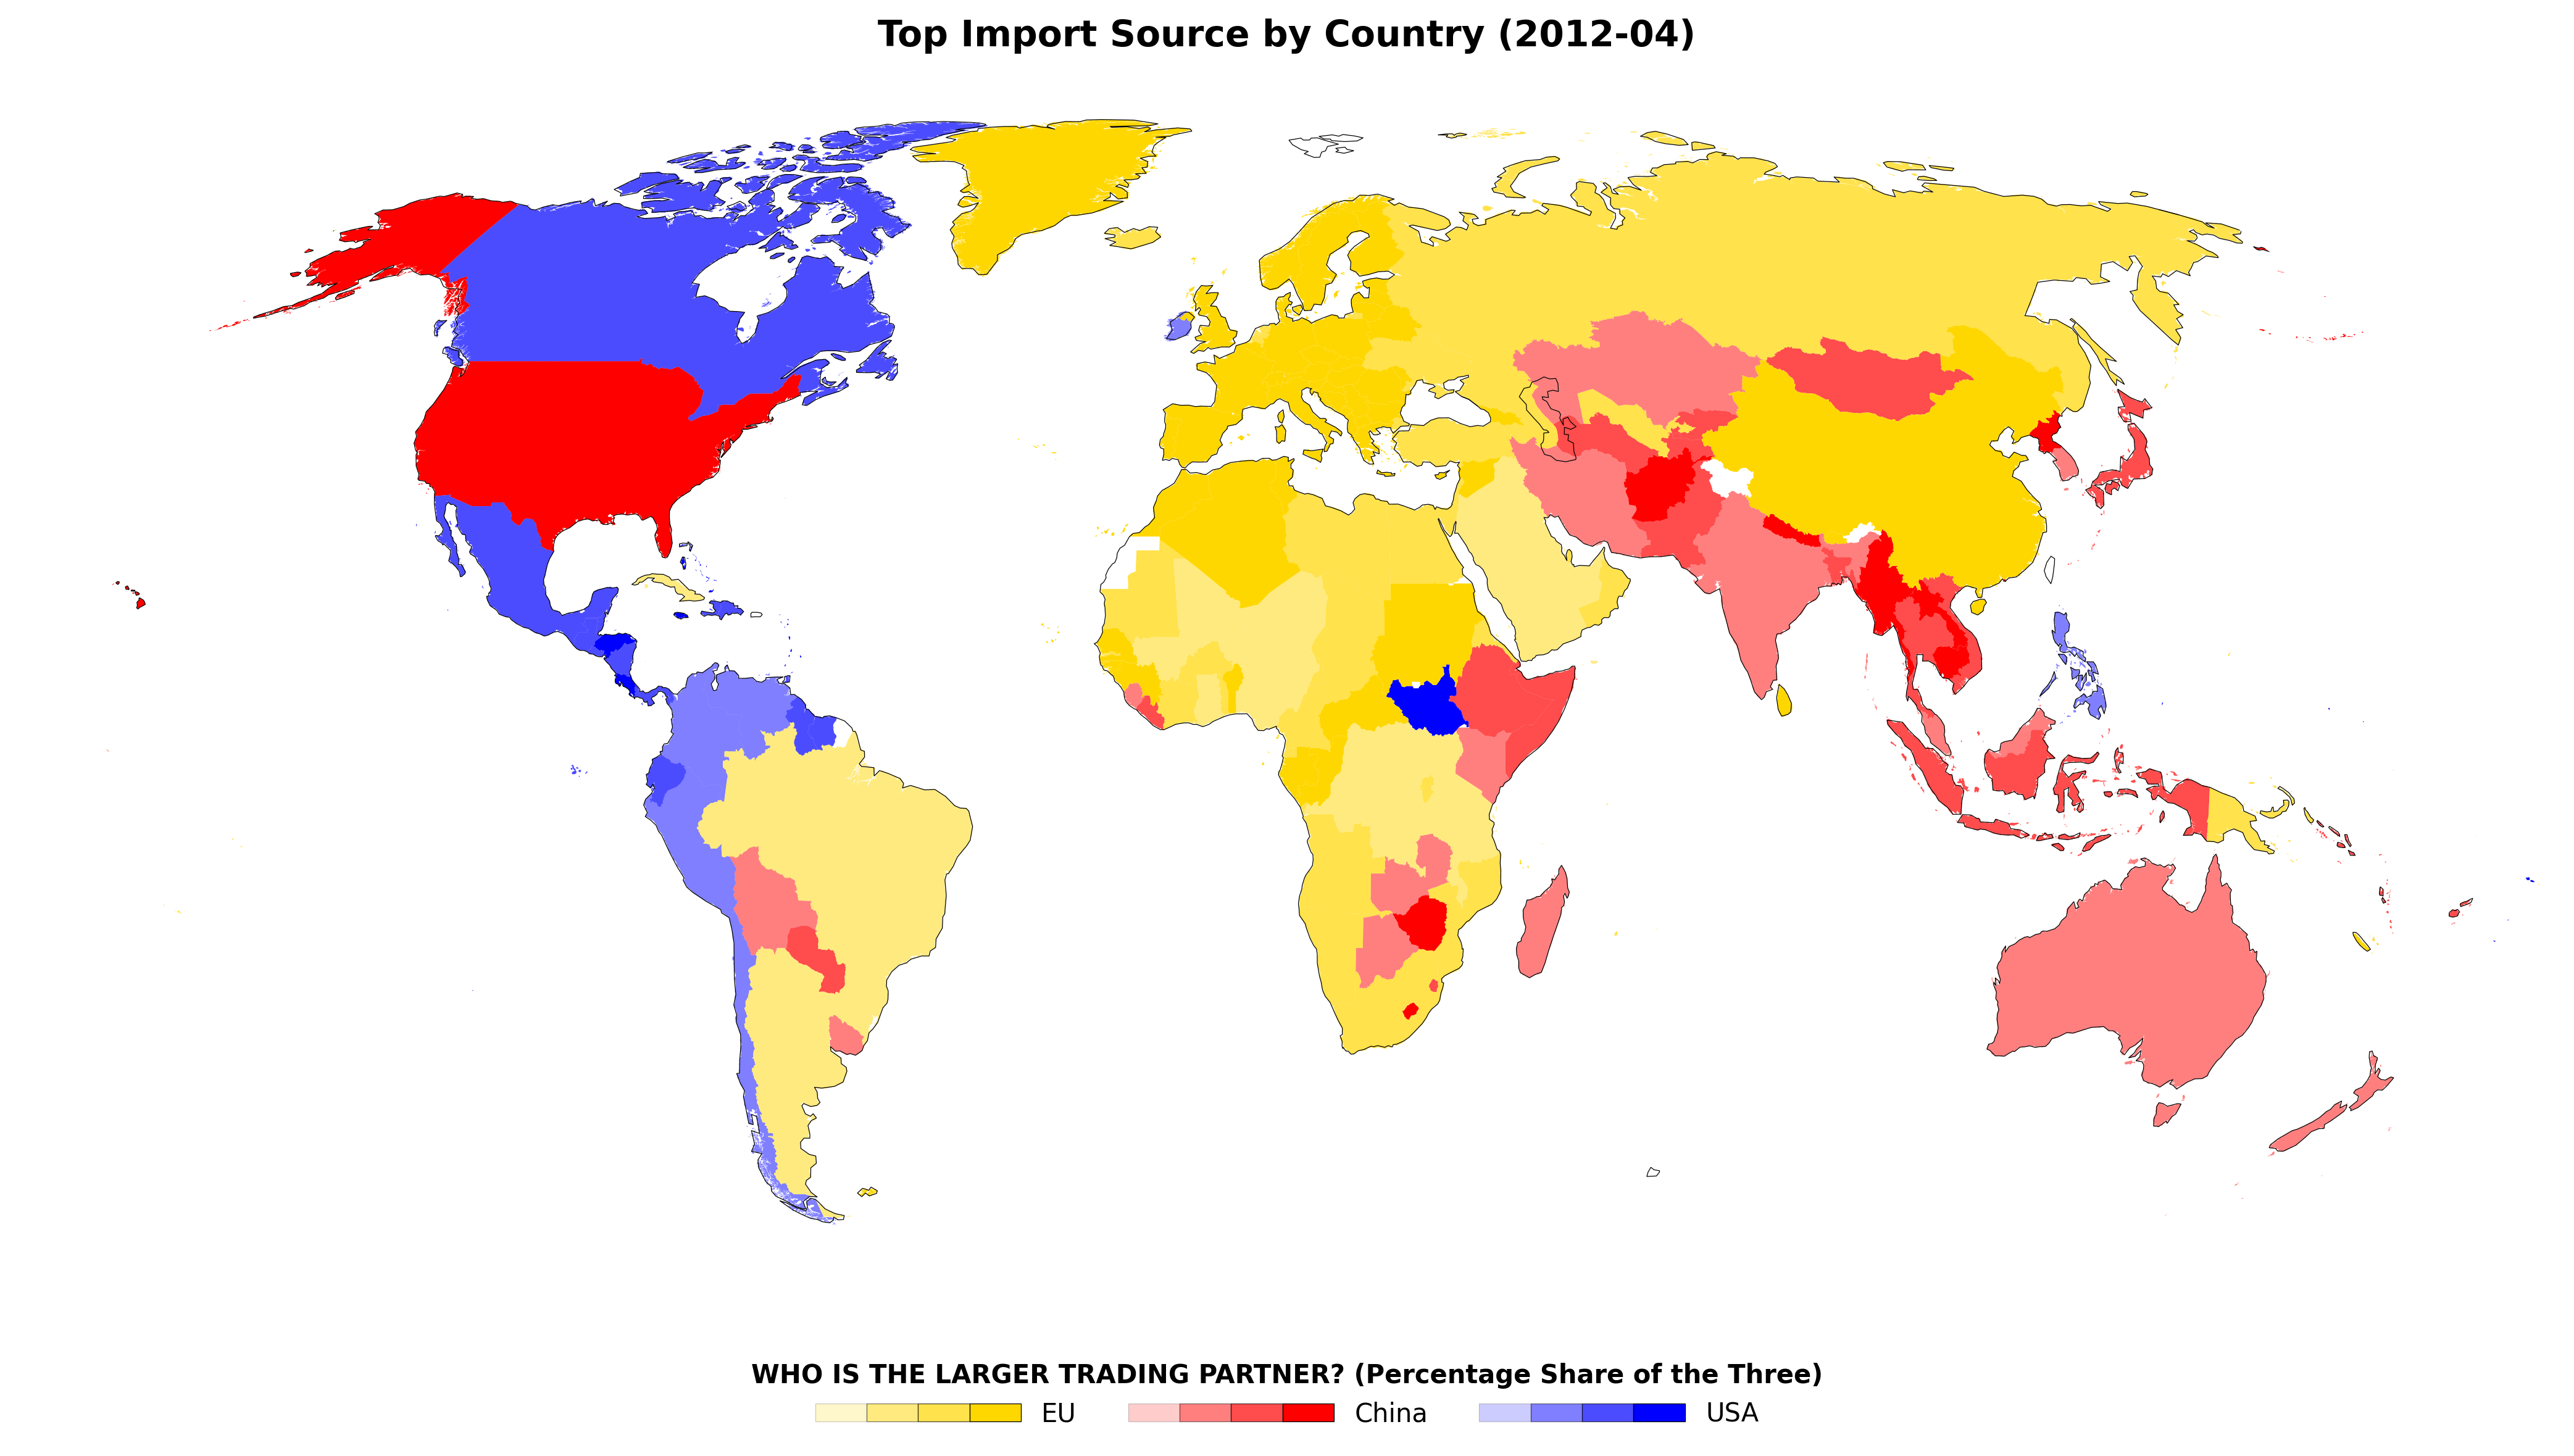 Top Import Source by Country (2012-04)
WHO IS THE LARGER TRADING PARTNER? (Percentage Share of the Three)
EU China USA